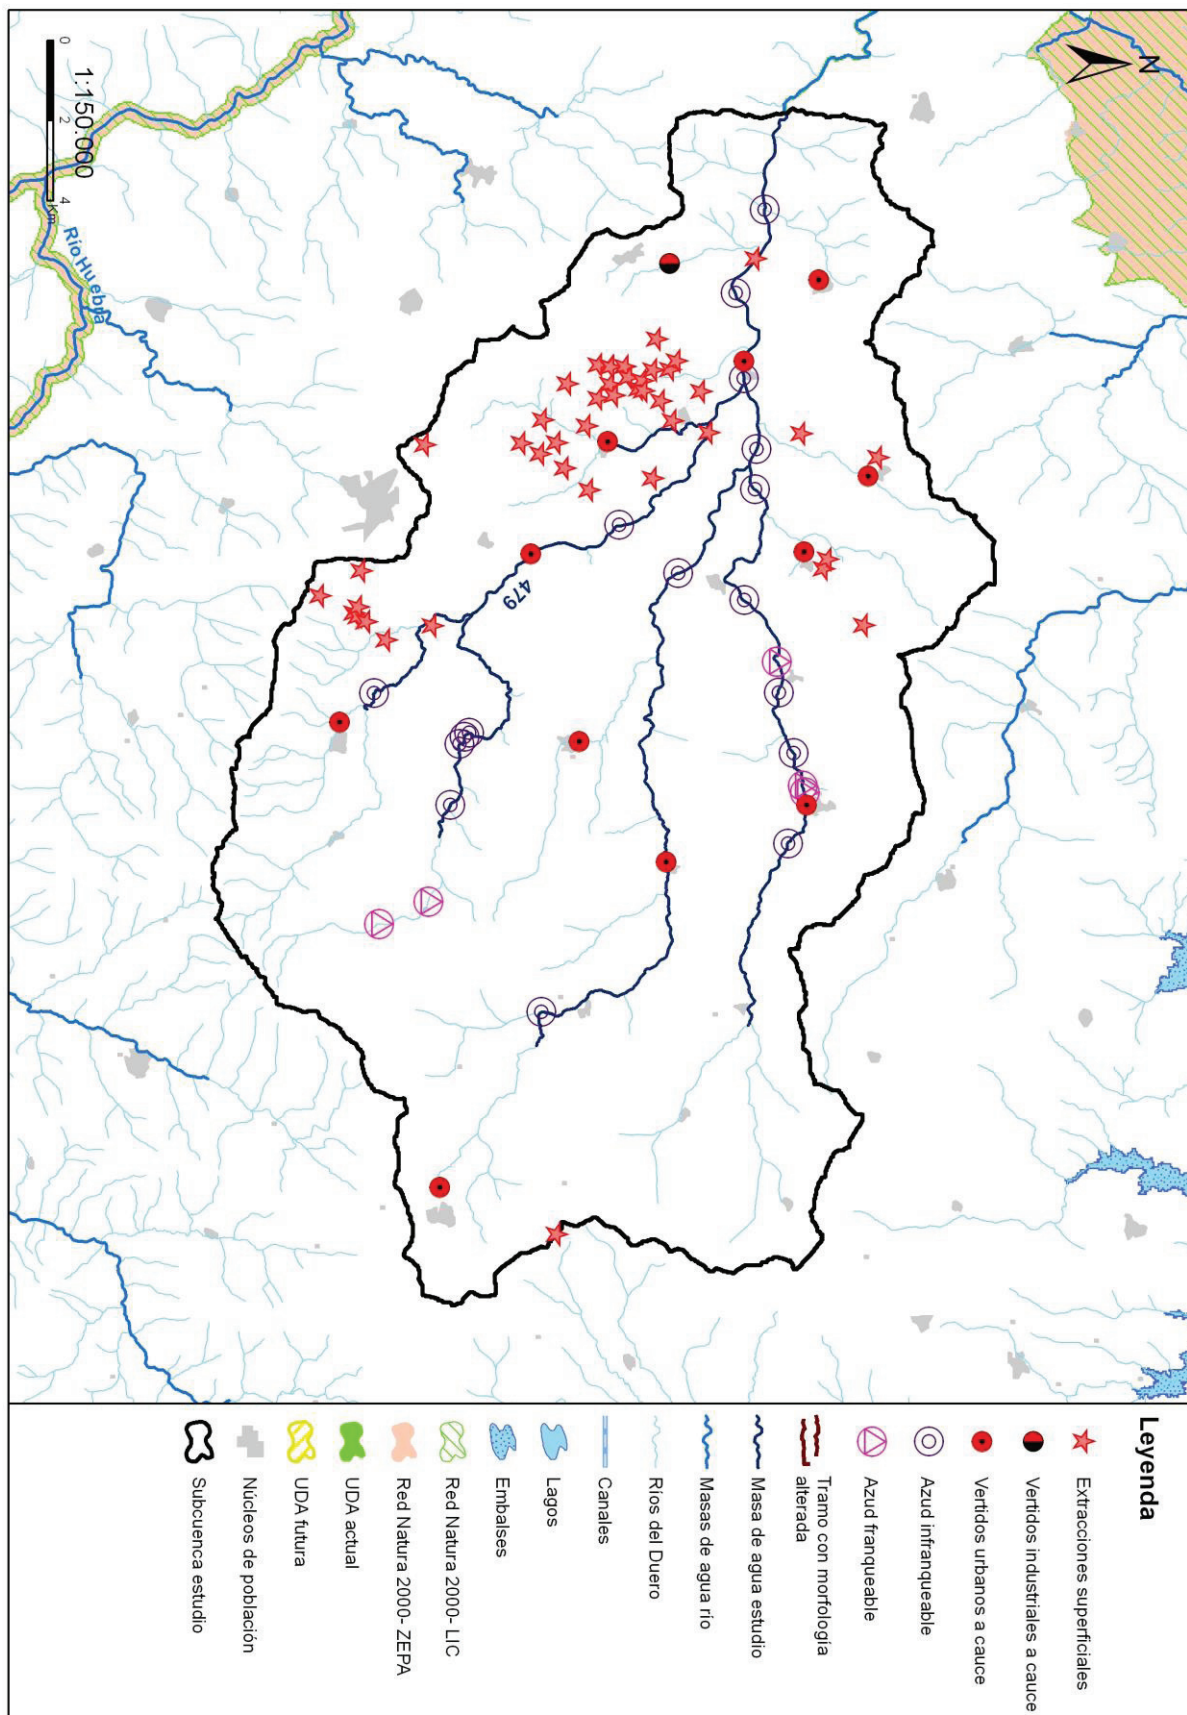 N
1:150.000
0
2
4
Km
Río Huebra
479
Leyenda
Extracciones superficiales
Vertidos industriales a cauce
Vertidos urbanos a cauce
Azud infranqueable
Azud franqueable
Tramo con morfología
alterada
Masa de agua estudio
Masas de agua río
Ríos del Duero
Canales
Lagos
Embalses
Red Natura 2000- LIC
Red Natura 2000- ZEPA
UDA actual
UDA futura
Núcleos de población
Subcuenca estudio